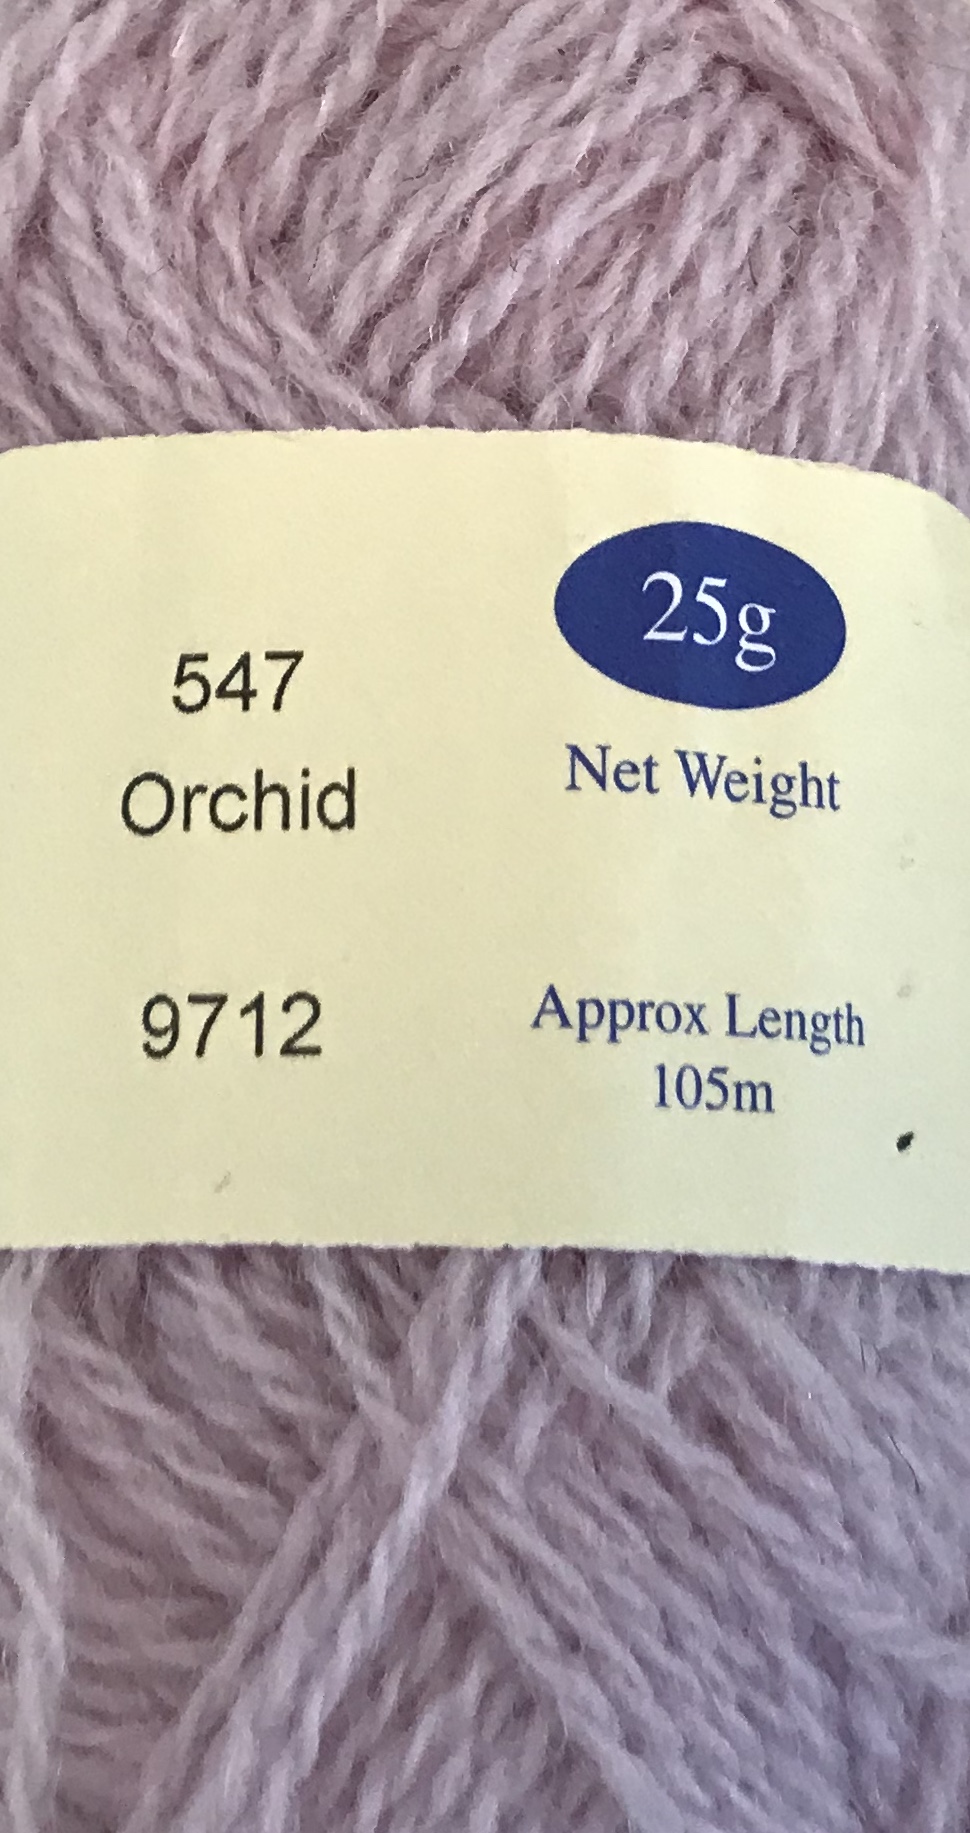 547
Orchid
9712
25g
Net Weight
Approx Length
105m